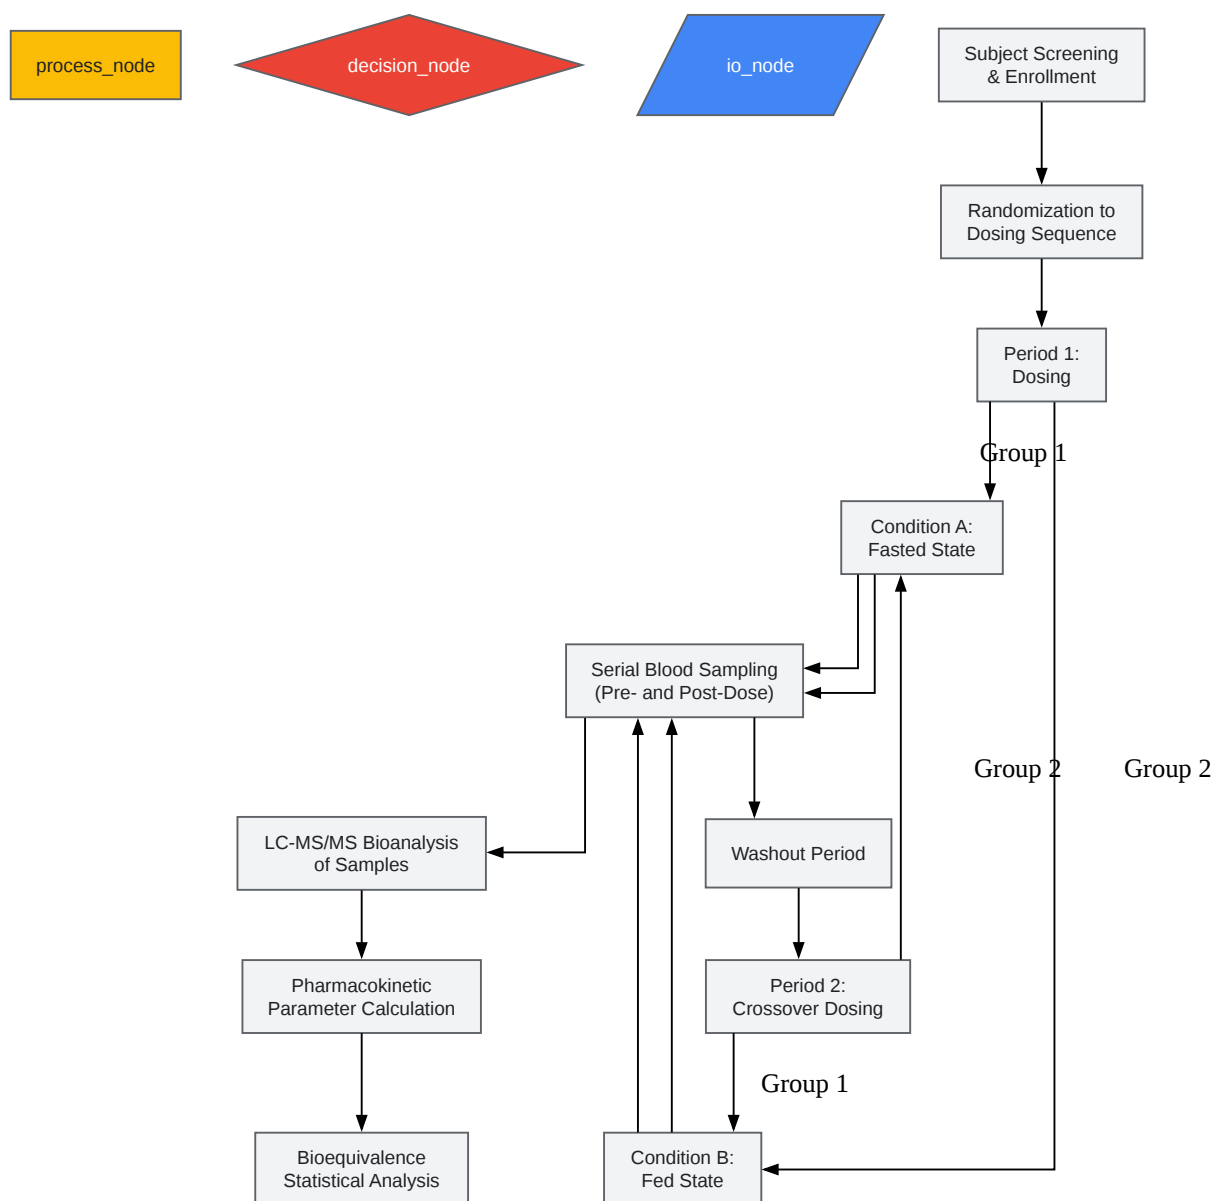 process_node
decision_node
io_node
Subject Screening
& Enrollment
Randomization to
Dosing Sequence
Period 1:
Dosing
Group 1
Condition A:
Fasted State
Serial Blood Sampling
(Pre- and Post-Dose)
Group 2
Group 2
LC-MS/MS Bioanalysis
of Samples
Washout Period
Pharmacokinetic
Parameter Calculation
Period 2:
Crossover Dosing
Group 1
Bioequivalence
Statistical Analysis
Condition B:
Fed State